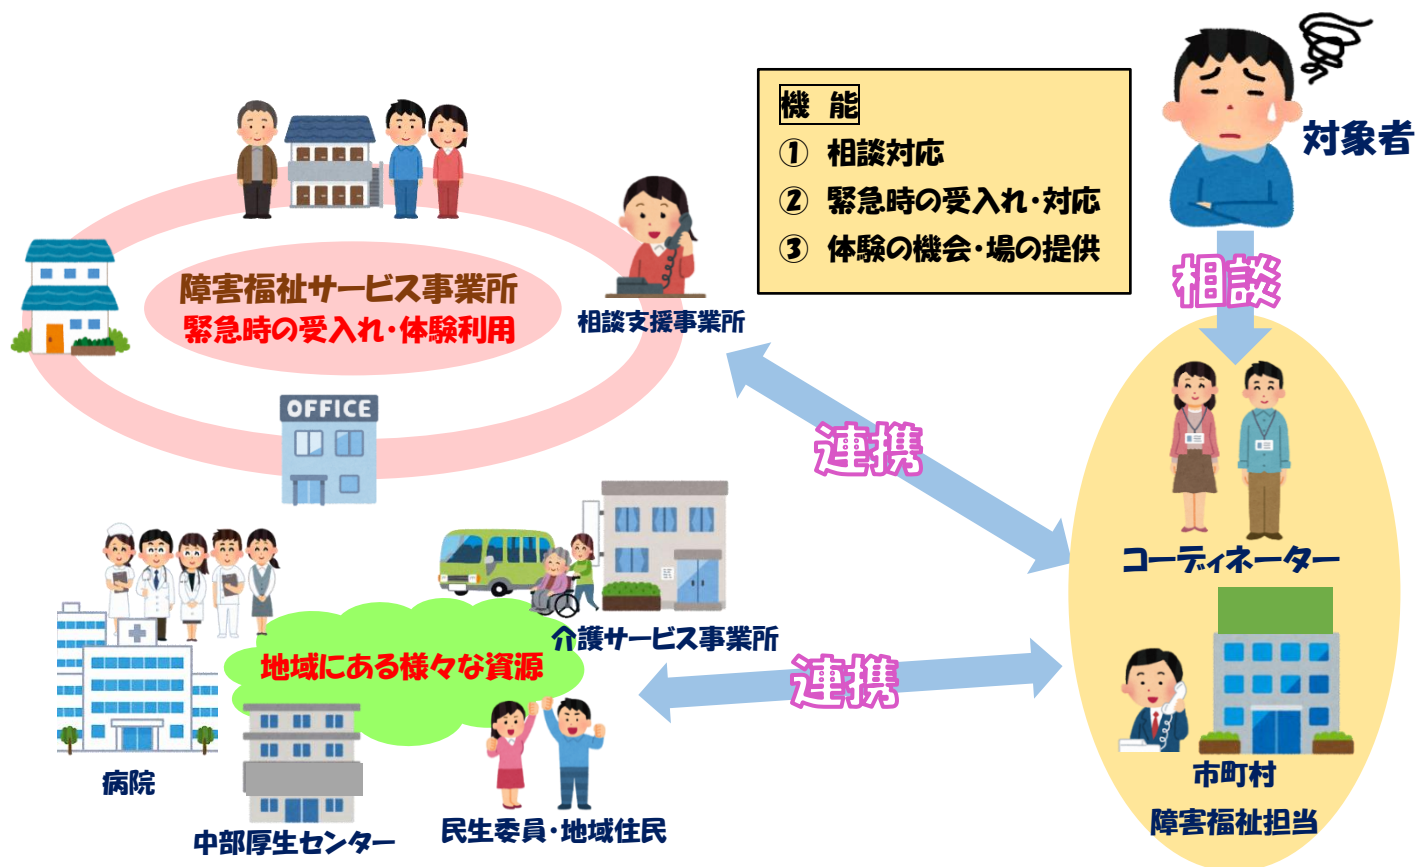 機 能
① 相談対応
② 緊急時の受入れ・対応
③ 体験の機会・場の提供
対象者
相談
障害福祉サービス事業所
緊急時の受入れ・体験利用
相談支援事業所
OFFICE
連携
コーディネーター
介護サービス事業所
地域にある様々な資源
連携
病院
中部厚生センター
民生委員・地域住民
市町村
障害福祉担当